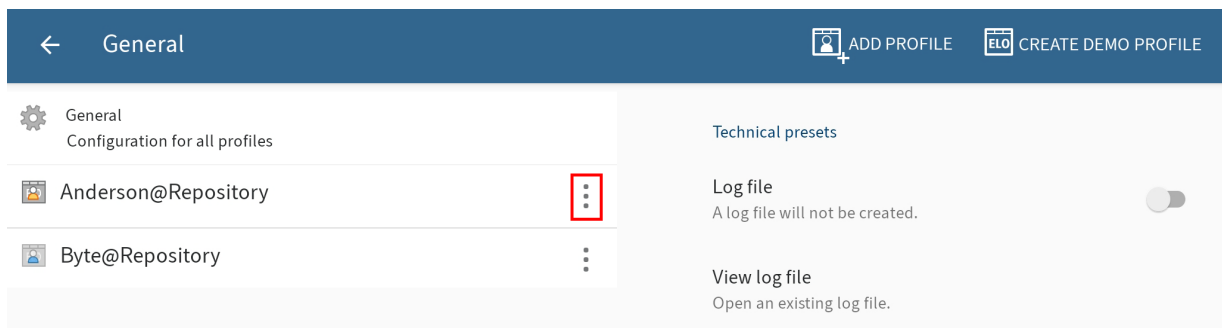 General
ADD PROFILE
ELO CREATE DEMO PROFILE
General
Configuration for all profiles
Anderson@Repository
Byte@Repository
Technical presets
Log file
A log file will not be created.
View log file
Open an existing log file.